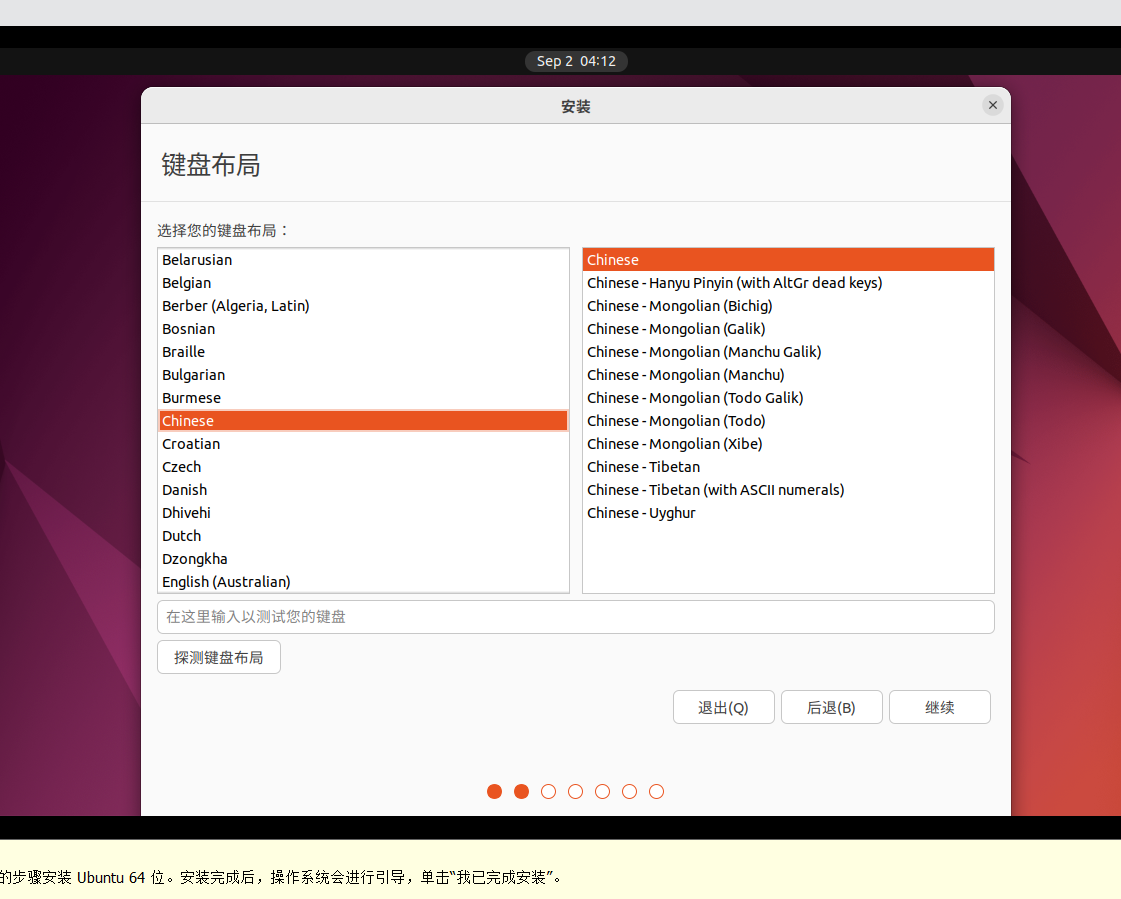 Sep 2 04:12
安装
键盘布局
选择您的键盘布局：
Belarusian
Belgian
Berber (Algeria, Latin)
Bosnian
Braille
Bulgarian
Burmese
Chinese
Croatian
Czech
Danish
Dhivehi
Dutch
Dzongkha
English (Australian)
Chinese
Chinese - Hanyu Pinyin (with AltGr dead keys)
Chinese - Mongolian (Bichig)
Chinese - Mongolian (Galik)
Chinese - Mongolian (Manchu Galik)
Chinese - Mongolian (Manchu)
Chinese - Mongolian (Todo Galik)
Chinese - Mongolian (Todo)
Chinese - Mongolian (Xibe)
Chinese - Tibetan
Chinese - Tibetan (with ASCII numerals)
Chinese - Uyghur
在这里输入以测试您的键盘
探测键盘布局
退出(Q) 后退(B) 继续
的步骤安装 Ubuntu 64 位。安装完成后，操作系统会进行引导，单击“我已完成安装”。